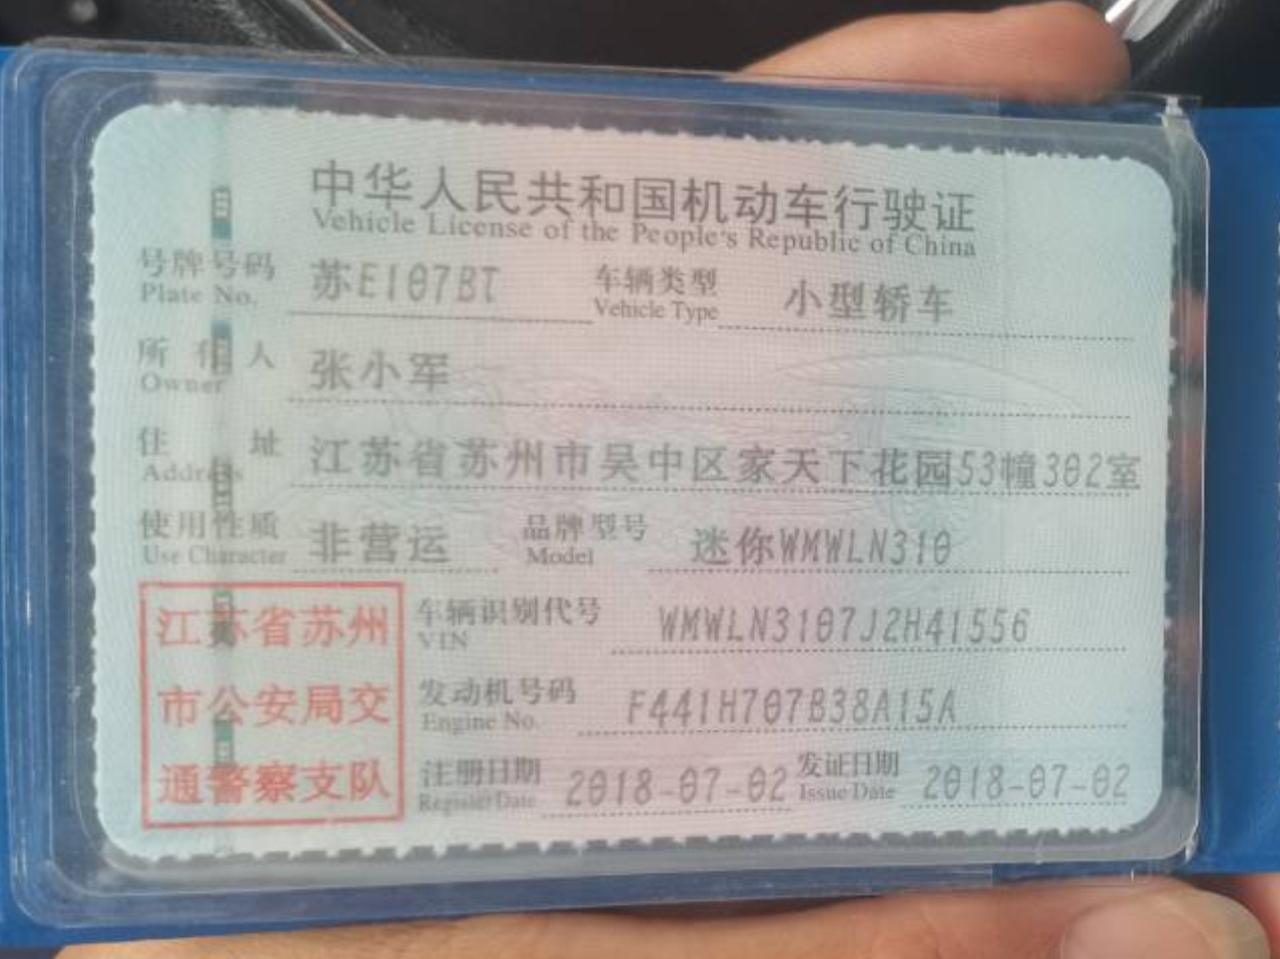 中华人民共和国机动车行驶证
Vehicle License of the People's Republic of China
号牌号码 苏E107BT 车辆类型 小型轿车
Plate No. Vehicle Type
所有人 张小军
Owner
住址 江苏省苏州市吴中区家天下花园53幢302室
Address
使用性质 非营运 品牌型号 迷你WMWLN310
Use Character Model
江苏省苏州
市公安局交
通警察支队
车辆识别代号 WMWLN3107J2H41556
VIN
发动机号码 F441H707B38A15A
Engine No.
注册日期 2018-07-02 发证日期 2018-07-02
Register Date Issue Date